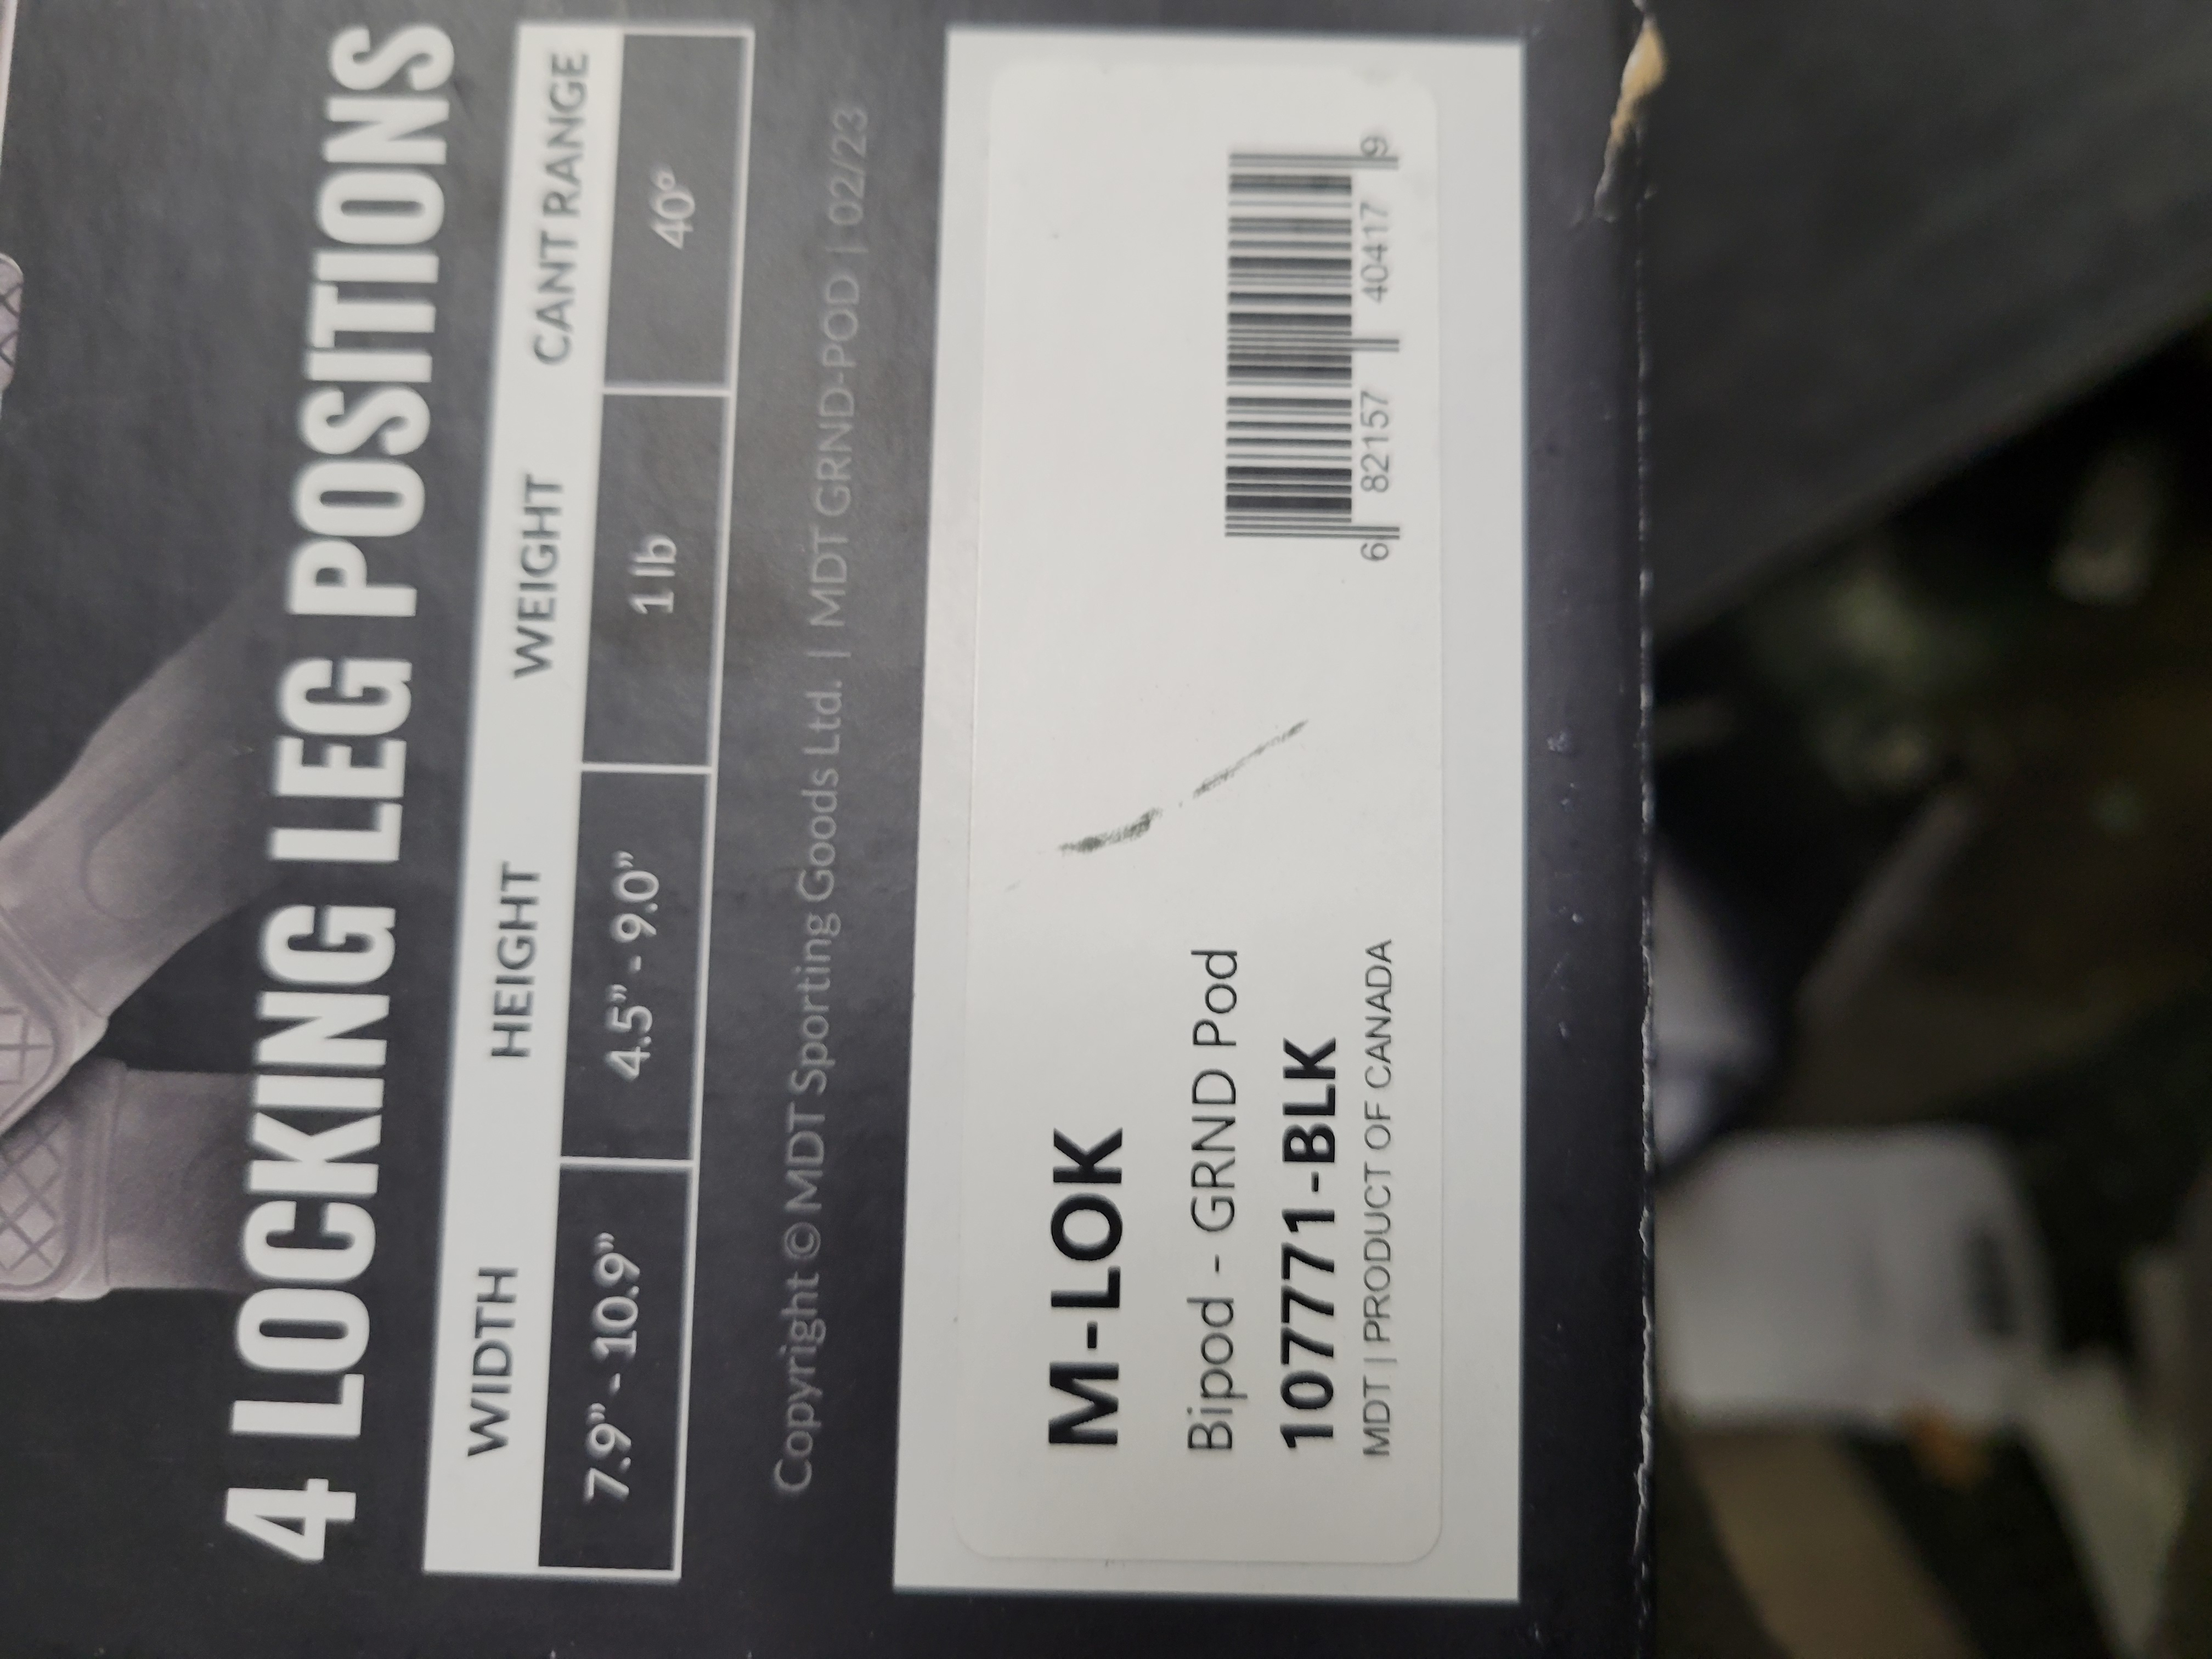 4 LOCKING LEG POSITIONS
WIDTH HEIGHT WEIGHT CANT RANGE
7.9” - 10.9” 4.5” - 9.0” 1 lb 40°
Copyright © MDT Sporting Goods Ltd. | MDT GRND-POD | 02/23
M-LOK
Bipod - GRND Pod
107771-BLK
MDT | PRODUCT OF CANADA
6 82157 40417 9